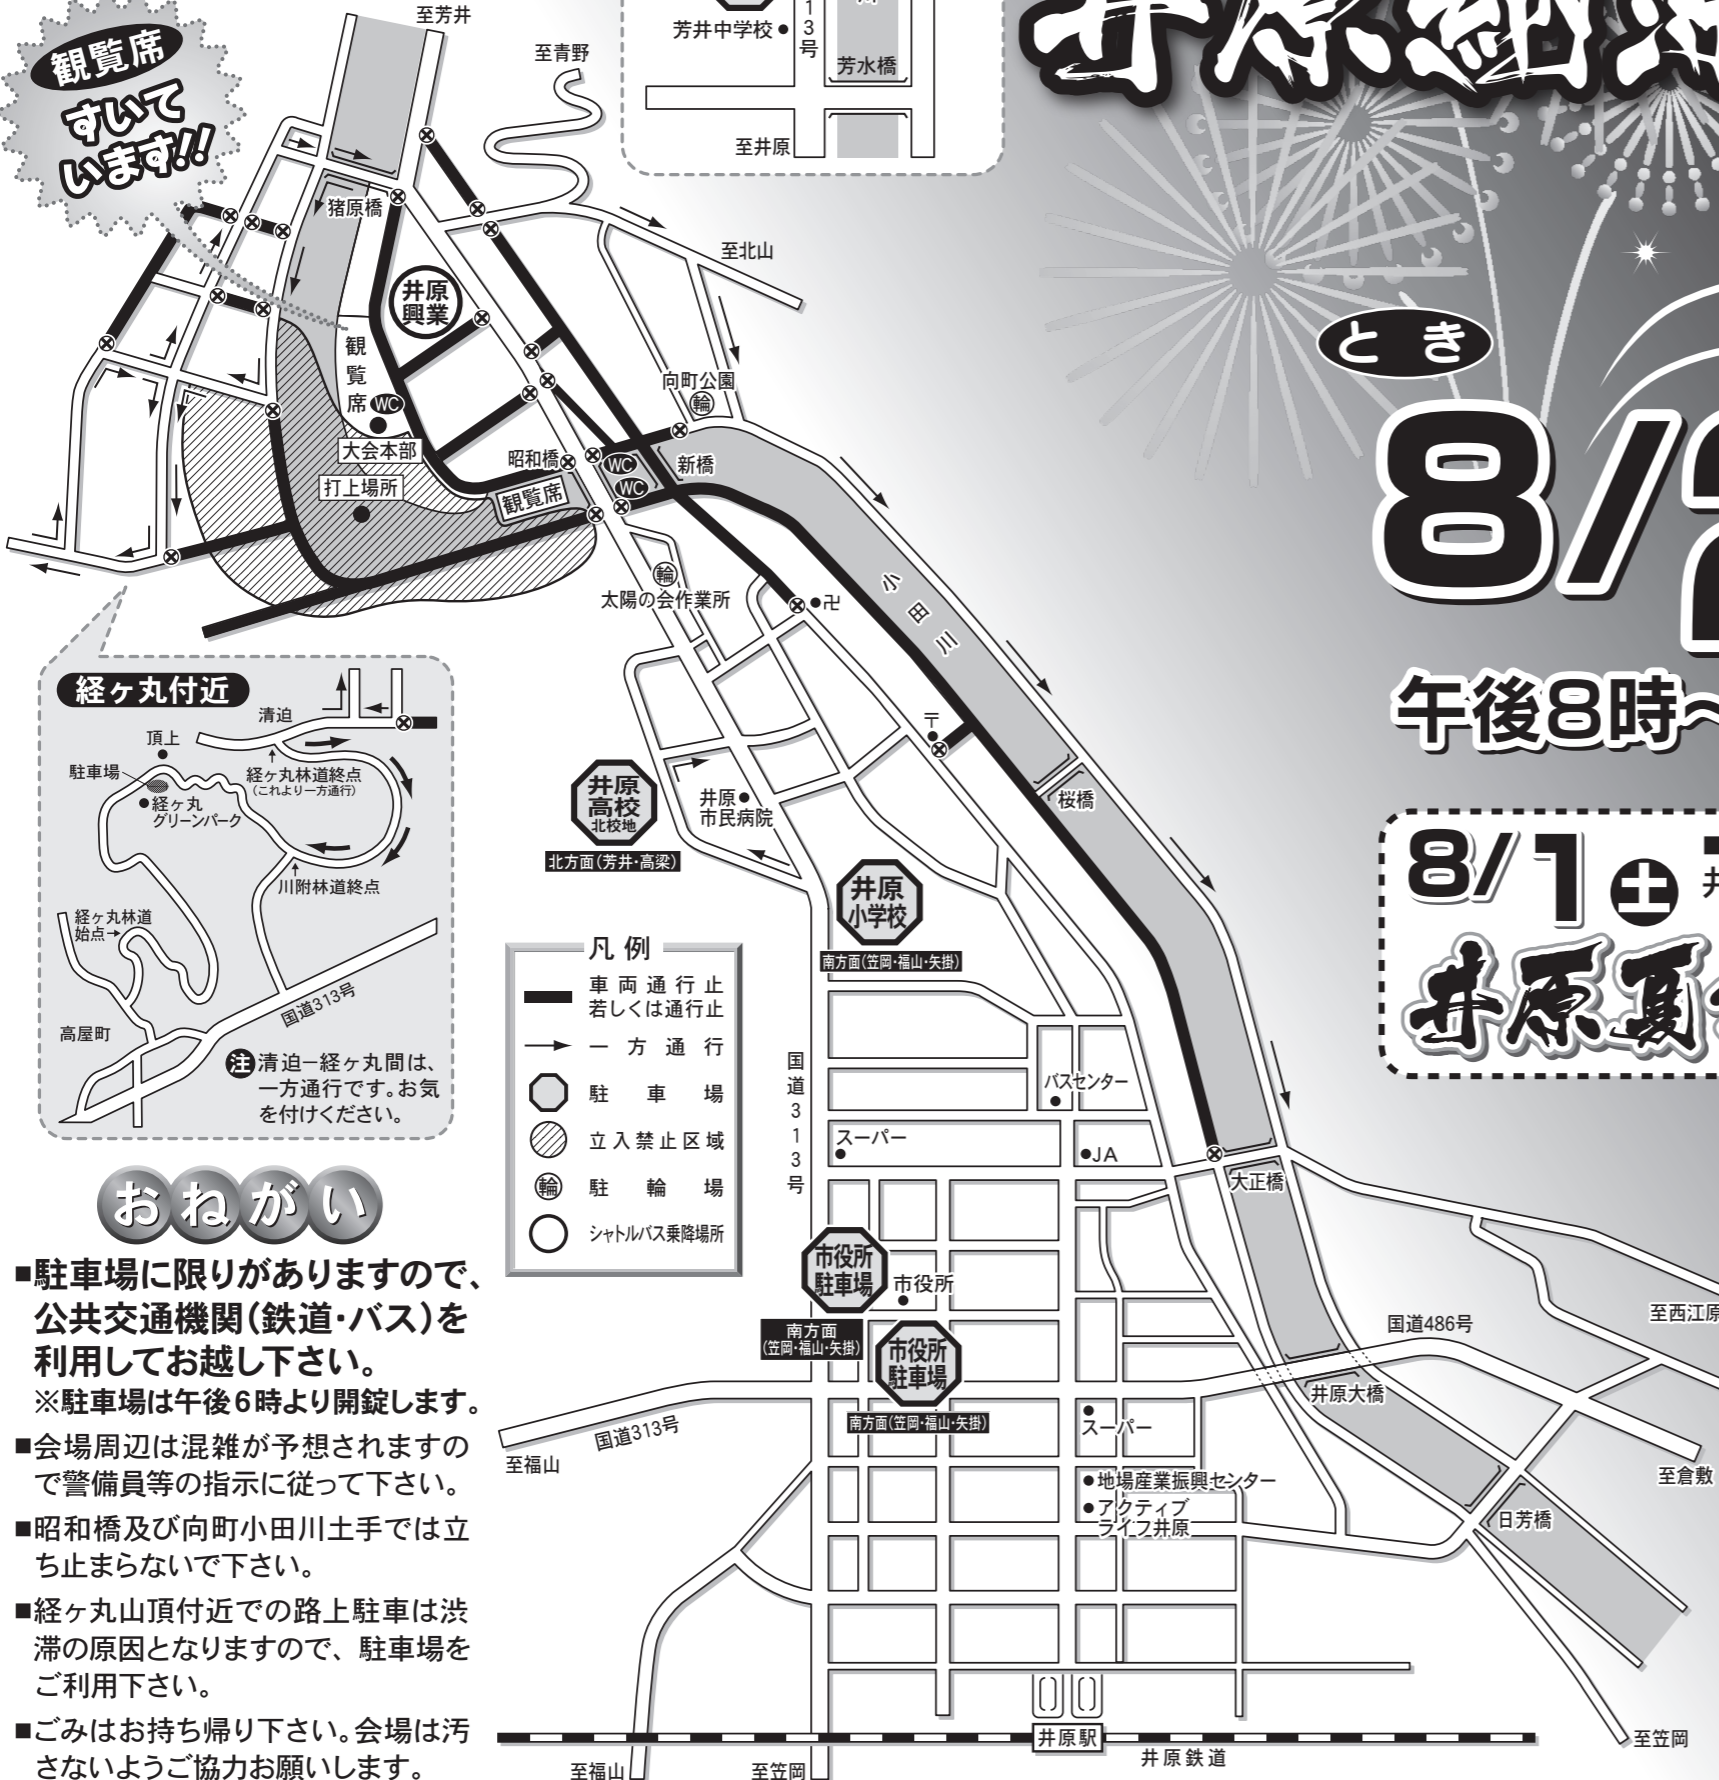 至芳井
観覧席
すいて
います!!
至青野
13号
芳井中学校
芳水橋
至井原
井原納涼
猪原橋
至北山
井原
興業
観覧席
WC
大会本部
打上場所
向町公園
輪
昭和橋
WC
新橋
WC
観覧席
輪
太陽の会作業所
卍
小田川
とき
8/2
午後8時〜
経ヶ丸付近
清迫
頂上
駐車場
経ヶ丸林道終点
(これより一方通行)
経ヶ丸
グリーンパーク
川附林道終点
経ヶ丸林道
始点→
国道313号
高屋町
注 清迫ー経ヶ丸間は、
一方通行です。お気
を付けください。
〒
桜橋
井原
高校
北校地
北方面(芳井・高梁)
井原
市民病院
井原
小学校
南方面(笠岡・福山・矢掛)
8/1 土
井原夏
凡例
車両通行止
若しくは通行止
一方通行
駐車場
立入禁止区域
輪 駐輪場
シャトルバス乗降場所
国道313号
バスセンター
スーパー
JA
大正橋
市役所
駐車場
市役所
南方面
(笠岡・福山・矢掛)
市役所
駐車場
南方面(笠岡・福山・矢掛)
国道486号
至西江原
井原大橋
国道313号
至福山
スーパー
至倉敷
地場産業振興センター
アクティブ
ライフ井原
日芳橋
井原駅
井原鉄道
至福山
至笠岡
至笠岡
おねがい
■駐車場に限りがありますので、
公共交通機関(鉄道・バス)を
利用してお越し下さい。
※駐車場は午後6時より開錠します。
■会場周辺は混雑が予想されますの
で警備員等の指示に従って下さい。
■昭和橋及び向町小田川土手では立
ち止まらないで下さい。
■経ヶ丸山頂付近での路上駐車は渋
滞の原因となりますので、駐車場を
ご利用下さい。
■ごみはお持ち帰り下さい。会場は汚
さないようご協力お願いします。